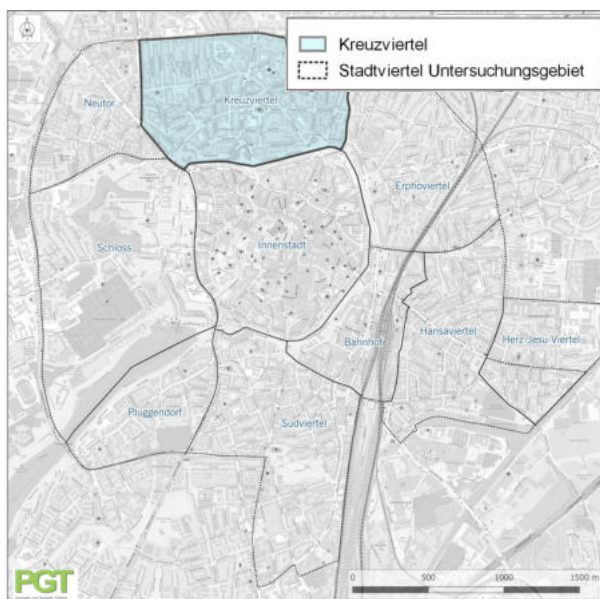 Kreuzviertel
Stadtviertel Untersuchungsgebiet
Neutor
Kreuzviertel
Erphoviertel
Schloss
Innenstadt
Bahnhof
Hansaviertel
Herz-Jesu-Viertel
Pluggendorf
Südviertel
PGT
0 500 1000 1500 m